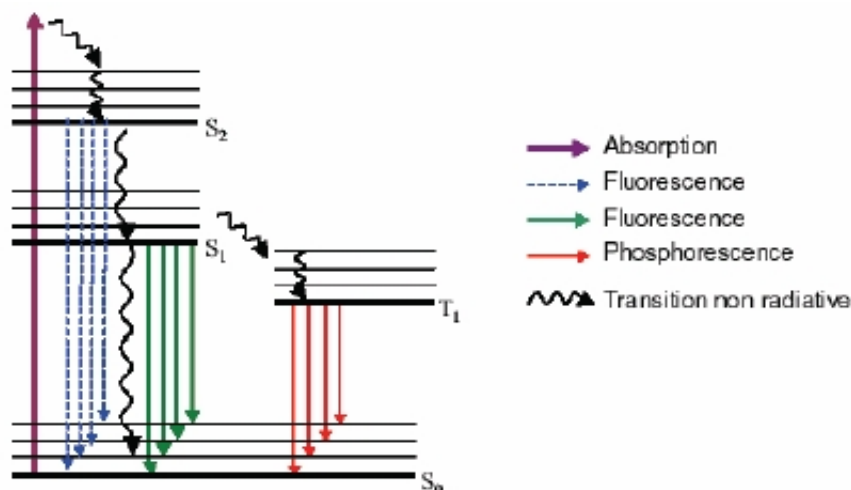 S2
Absorption
Fluorescence
S1
Fluorescence
Phosphorescence
T1
Transition non radiative
S0